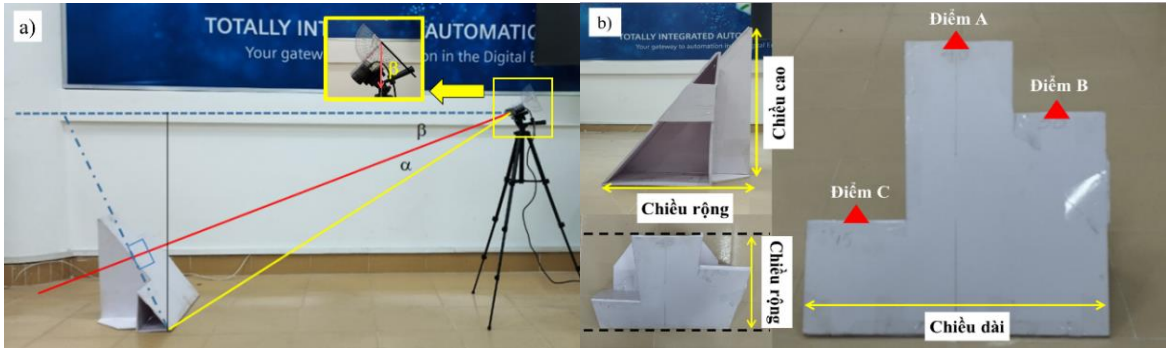 a)
TOTALLY INTEGRATED AUTOMATIC
Your gateway
on in the Digital E
β
β
α
b)
TOTALLY INTEGRATED AUTO
Your gateway to automation in the Digital E
Chiều cao
Chiều rộng
Chiều rộng
Điểm A
Điểm B
Điểm C
Chiều dài